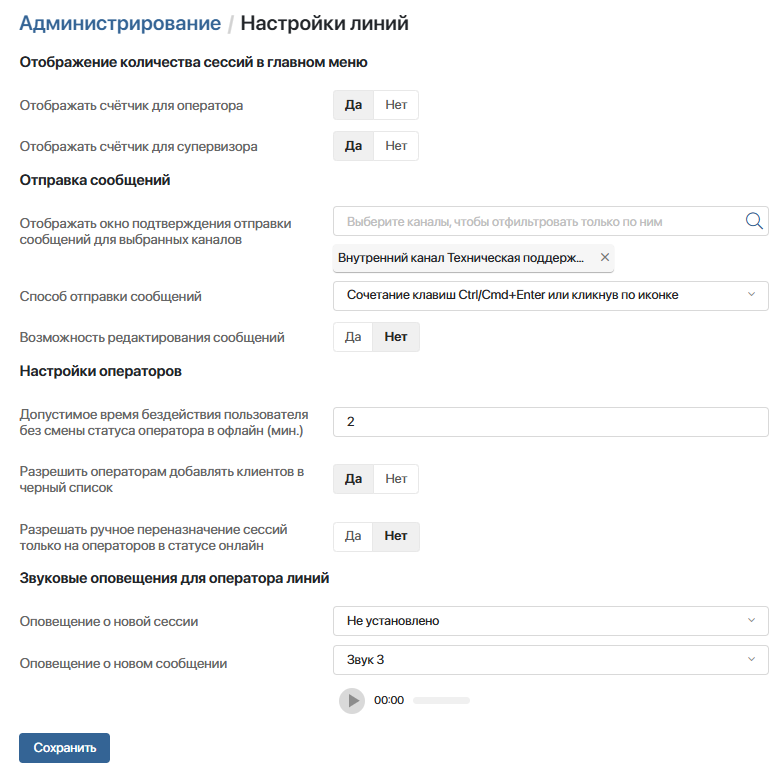 Администрирование / Настройки линий
Отображение количества сессий в главном меню
Отображать счётчик для оператора
Да Нет
Отображать счётчик для супервизора
Да Нет
Отправка сообщений
Отображать окно подтверждения отправки
сообщений для выбранных каналов
Выберите каналы, чтобы отфильтровать только по ним
Внутренний канал Техническая поддерж...
Способ отправки сообщений
Сочетание клавиш Ctrl/Cmd+Enter или кликнув по иконке
Возможность редактирования сообщений
Да Нет
Настройки операторов
Допустимое время бездействия пользователя
без смены статуса оператора в офлайн (мин.)
2
Разрешить операторам добавлять клиентов в
черный список
Да Нет
Разрешать ручное переназначение сессий
только на операторов в статусе онлайн
Да Нет
Звуковые оповещения для оператора линий
Оповещение о новой сессии
Не установлено
Оповещение о новом сообщении
Звук 3
00:00
Сохранить